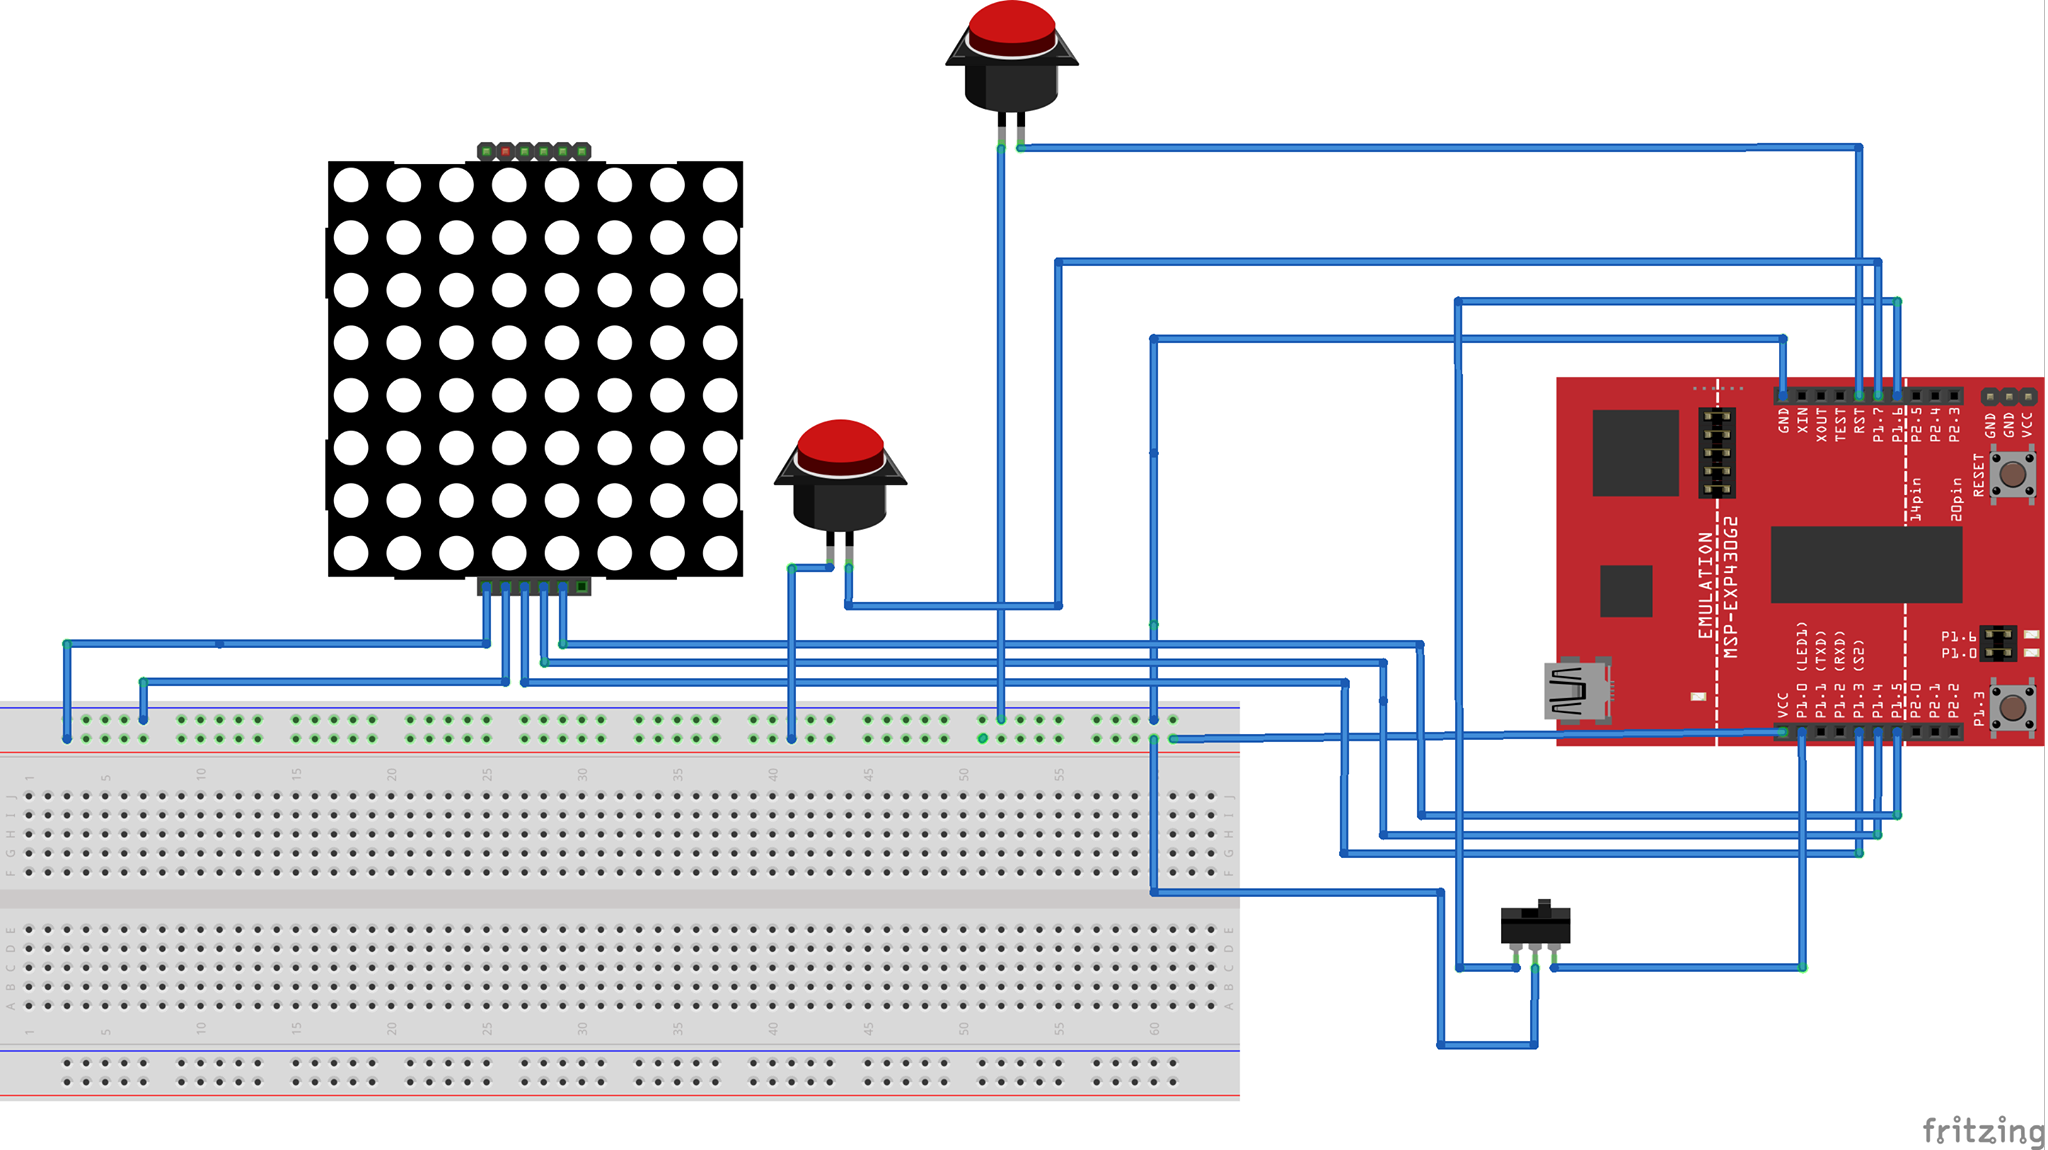 GND XIN XOUT TEST RST P1.7 P1.6 P2.5 P2.4 P2.3
GND GND VCC
RESET
14pin
20pin
EMULATION
MSP-EXP430G2
P1.6
P1.0
P1.3
VCC P1.0 (LED1) P1.1 (TXD) P1.2 (RXD) P1.3 (S2) P1.4 P1.5 P2.0 P2.1 P2.2
1 5 10 15 20 25 30 35 40 45 50 55
J J
I I
H H
G G
F F
E E
D D
C C
B B
A A
1 5 10 15 20 25 30 35 40 45 50 55 60
fritzing